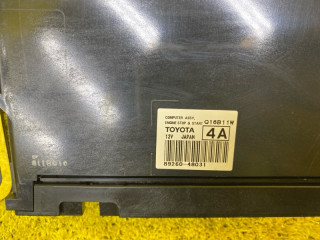 COMPUTER ASSY,
ENGINE STOP & START Q16B11W
TOYOTA 4A
12V JAPAN
89260-48031